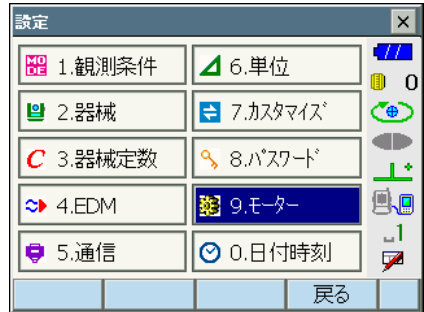 設定
MODE 1.観測条件
6.単位
2.器械
7.ｶｽﾀﾏｲｽﾞ
C 3.器械定数
8.ﾊﾟｽﾜｰﾄﾞ
4.EDM
9.ﾓｰﾀｰ
5.通信
0.日付時刻
0
1
戻る